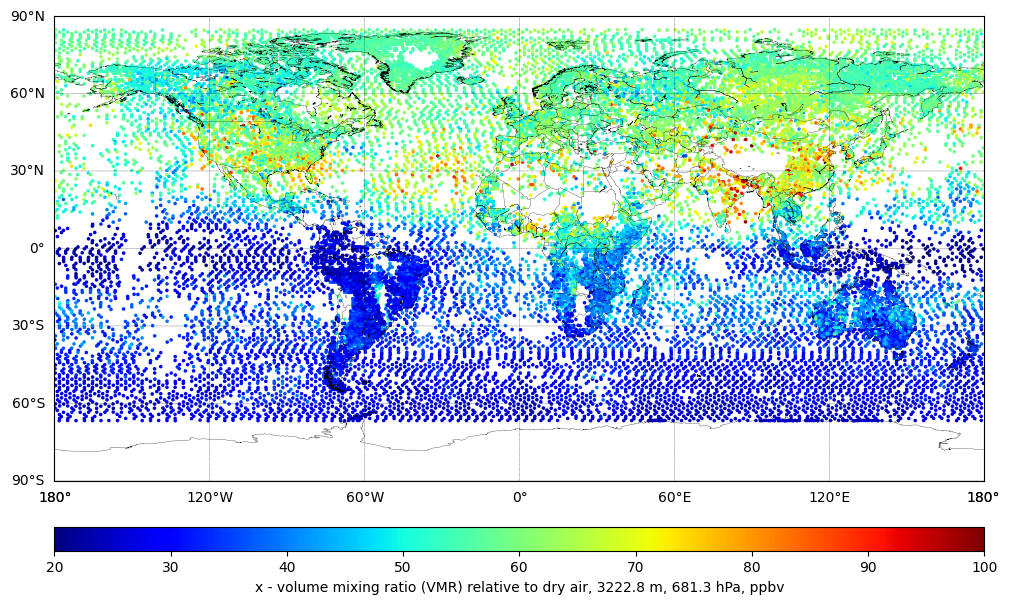 90°N
60°N
30°N
0°
30°S
60°S
90°S
180° 120°W 60°W 0° 60°E 120°E 180°
20 30 40 50 60 70 80 90 100
x - volume mixing ratio (VMR) relative to dry air, 3222.8 m, 681.3 hPa, ppbv